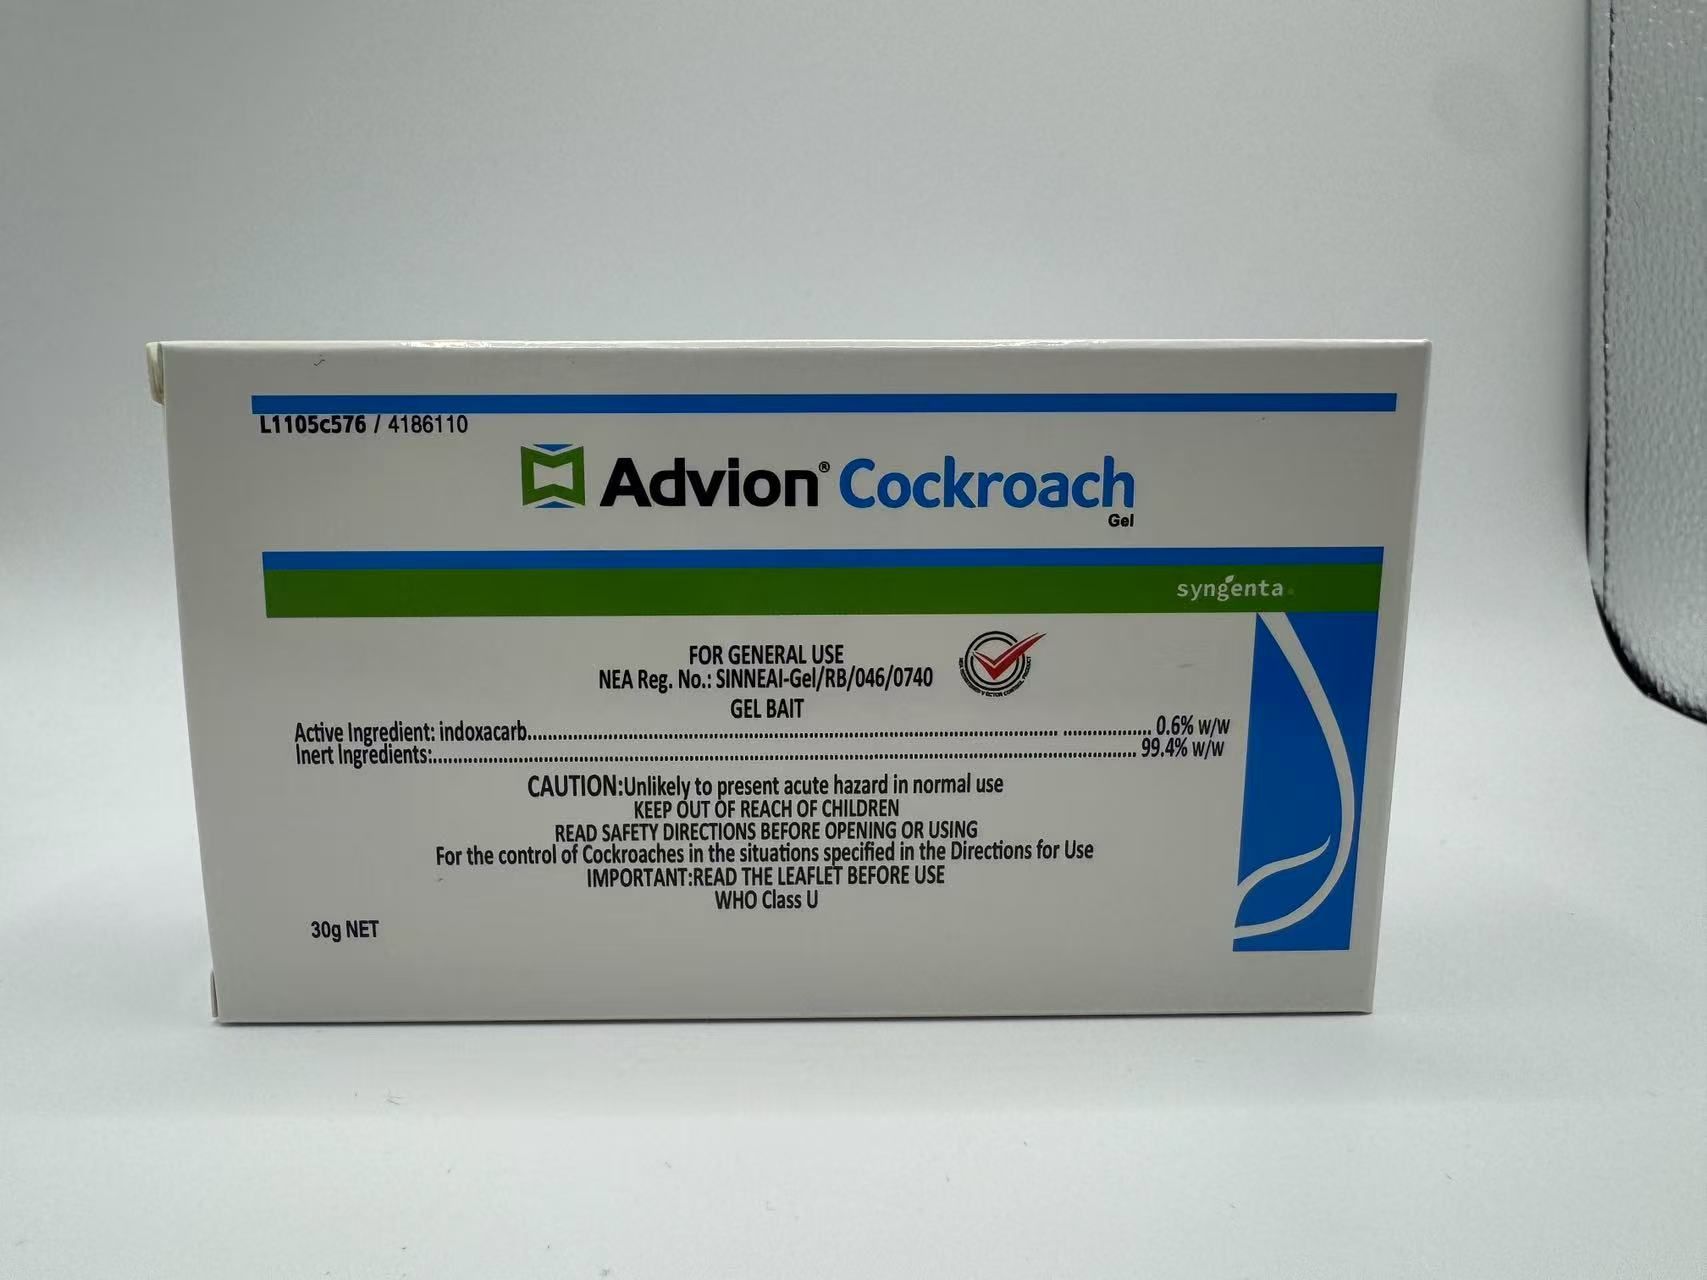 L1105c576 / 4186110
Advion® Cockroach
Gel
syngenta
FOR GENERAL USE
NEA Reg. No.: SINNEAI-Gel/RB/046/0740
GEL BAIT
Active Ingredient: indoxacarb........................................ 0.6% w/w
Inert Ingredients:........................................ 99.4% w/w
CAUTION:Unlikely to present acute hazard in normal use
KEEP OUT OF REACH OF CHILDREN
READ SAFETY DIRECTIONS BEFORE OPENING OR USING
For the control of Cockroaches in the situations specified in the Directions for Use
IMPORTANT:READ THE LEAFLET BEFORE USE
WHO Class U
30g NET